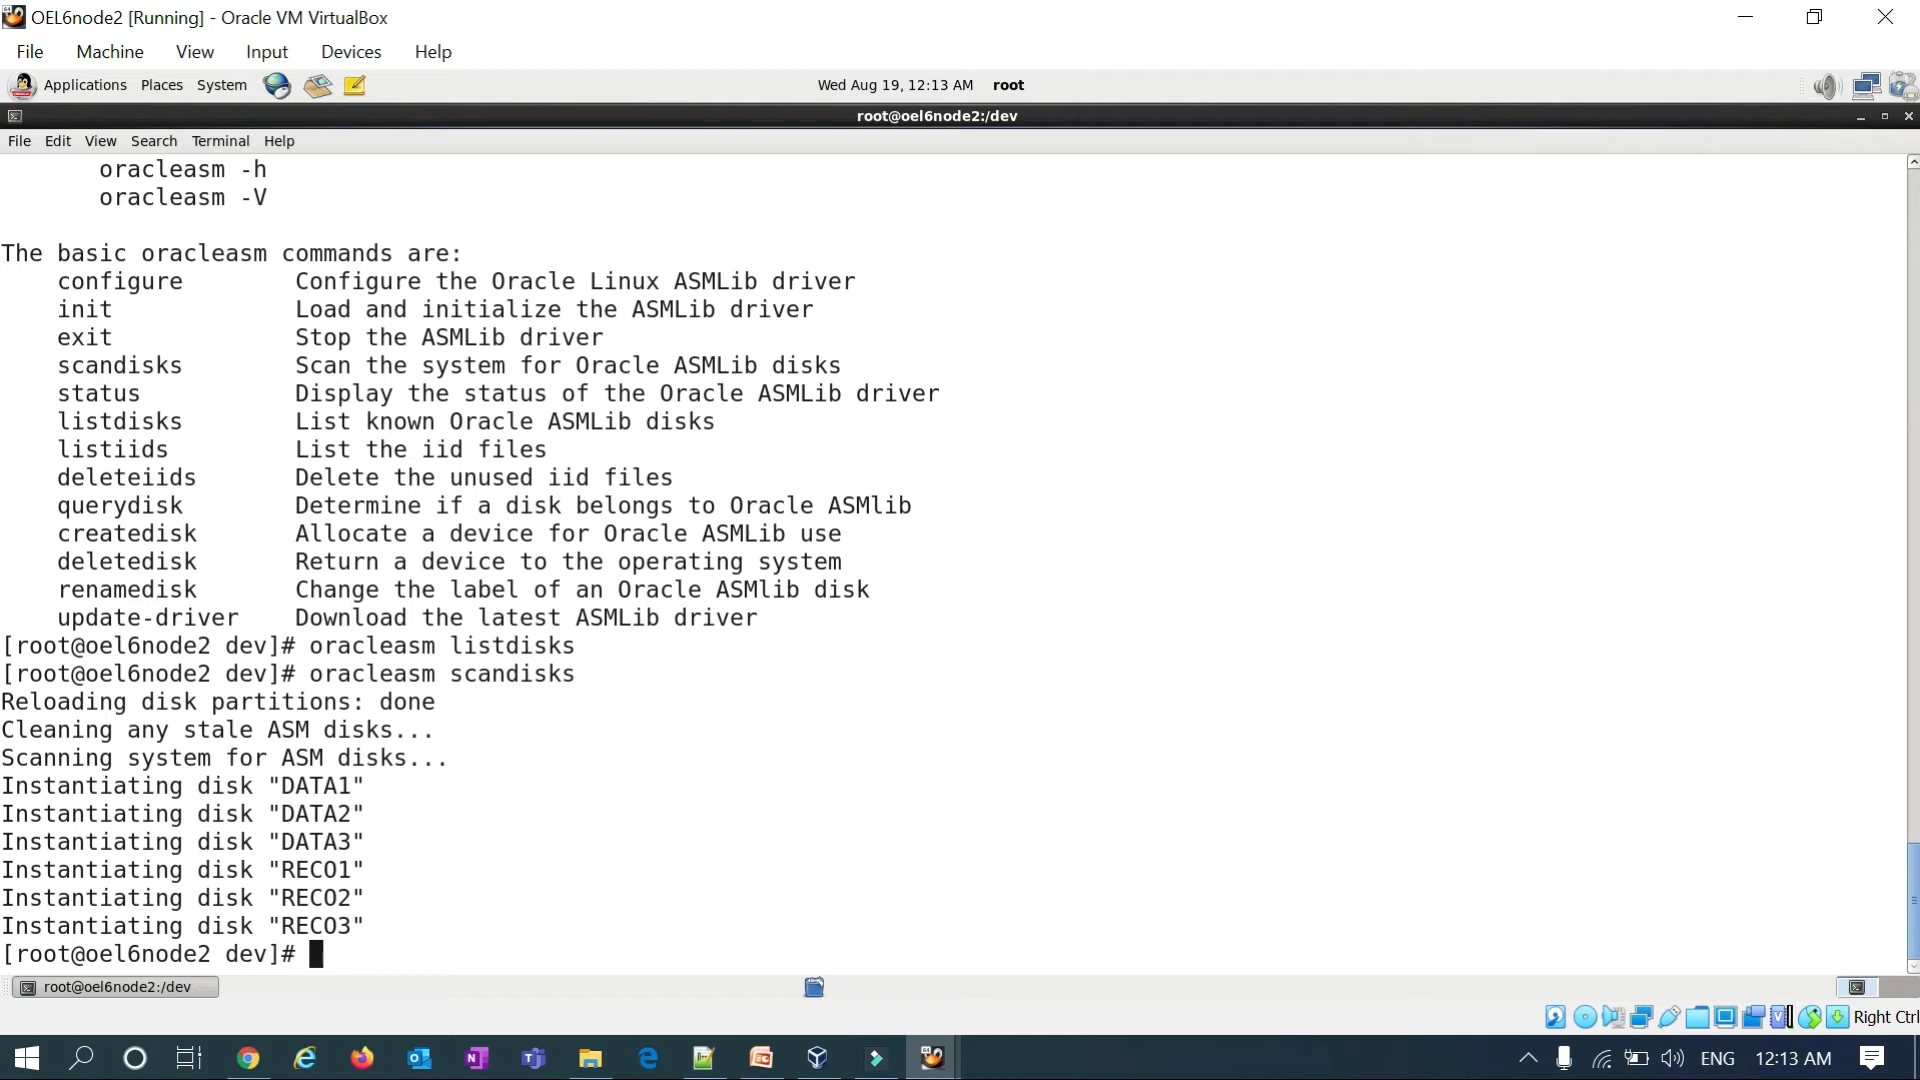 OEL6node2 [Running] - Oracle VM VirtualBox
File Machine View Input Devices Help
Applications Places System Wed Aug 19, 12:13 AM root
root@oel6node2:/dev
File Edit View Search Terminal Help
oracleasm -h
oracleasm -V
The basic oracleasm commands are:
configure Configure the Oracle Linux ASMLib driver
init Load and initialize the ASMLib driver
exit Stop the ASMLib driver
scandisks Scan the system for Oracle ASMLib disks
status Display the status of the Oracle ASMLib driver
listdisks List known Oracle ASMLib disks
listiids List the iid files
deleteiids Delete the unused iid files
querydisk Determine if a disk belongs to Oracle ASMlib
createdisk Allocate a device for Oracle ASMLib use
deletedisk Return a device to the operating system
renamedisk Change the label of an Oracle ASMlib disk
update-driver Download the latest ASMLib driver
[root@oel6node2 dev]# oracleasm listdisks
[root@oel6node2 dev]# oracleasm scandisks
Reloading disk partitions: done
Cleaning any stale ASM disks...
Scanning system for ASM disks...
Instantiating disk "DATA1"
Instantiating disk "DATA2"
Instantiating disk "DATA3"
Instantiating disk "RECO1"
Instantiating disk "RECO2"
Instantiating disk "RECO3"
[root@oel6node2 dev]#
root@oel6node2:/dev
Right Ctrl
ENG 12:13 AM